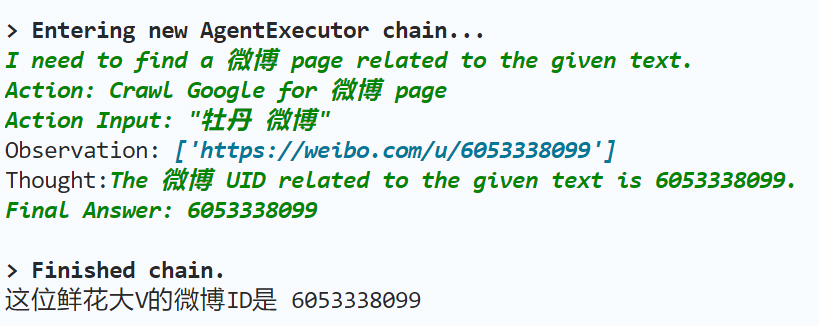 > Entering new AgentExecutor chain...
I need to find a 微博 page related to the given text.
Action: Crawl Google for 微博 page
Action Input: "牡丹 微博"
Observation: ['https://weibo.com/u/6053338099']
Thought:The 微博 UID related to the given text is 6053338099.
Final Answer: 6053338099
> Finished chain.
这位鲜花大V的微博ID是 6053338099